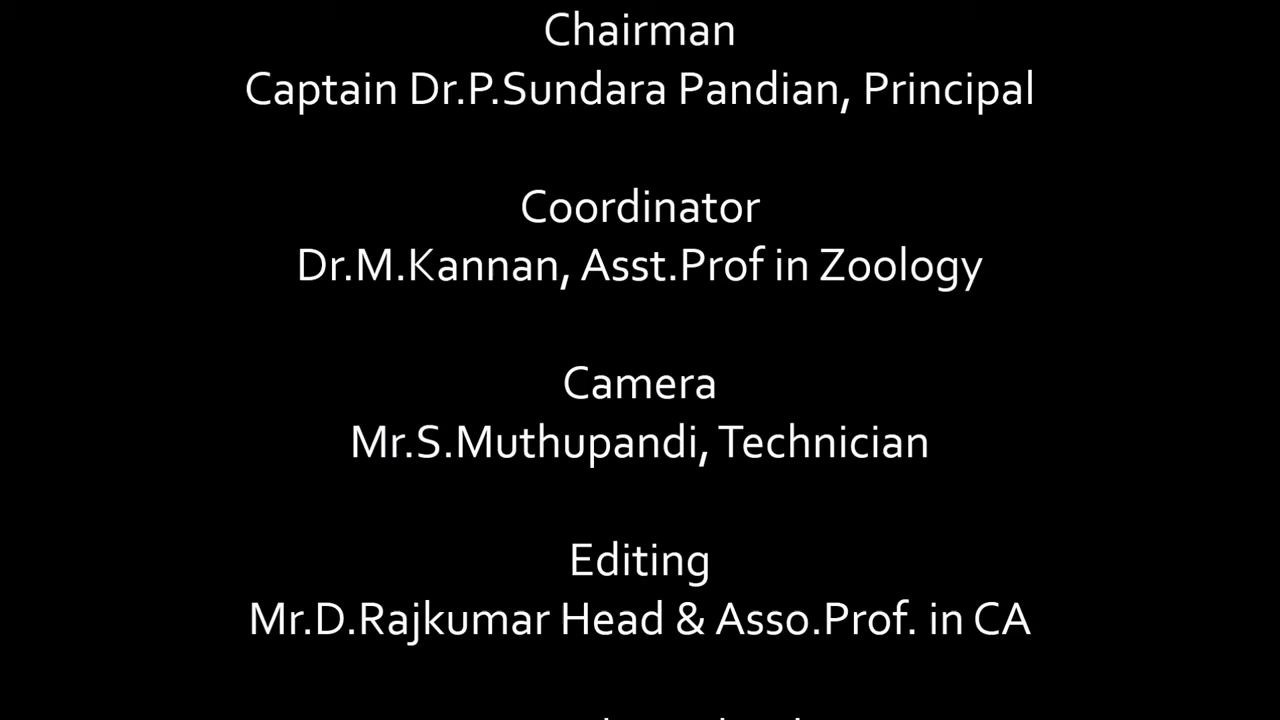 Chairman
Captain Dr.P.Sundara Pandian, Principal
Coordinator
Dr.M.Kannan, Asst.Prof in Zoology
Camera
Mr.S.Muthupandi, Technician
Editing
Mr.D.Rajkumar Head & Asso.Prof. in CA